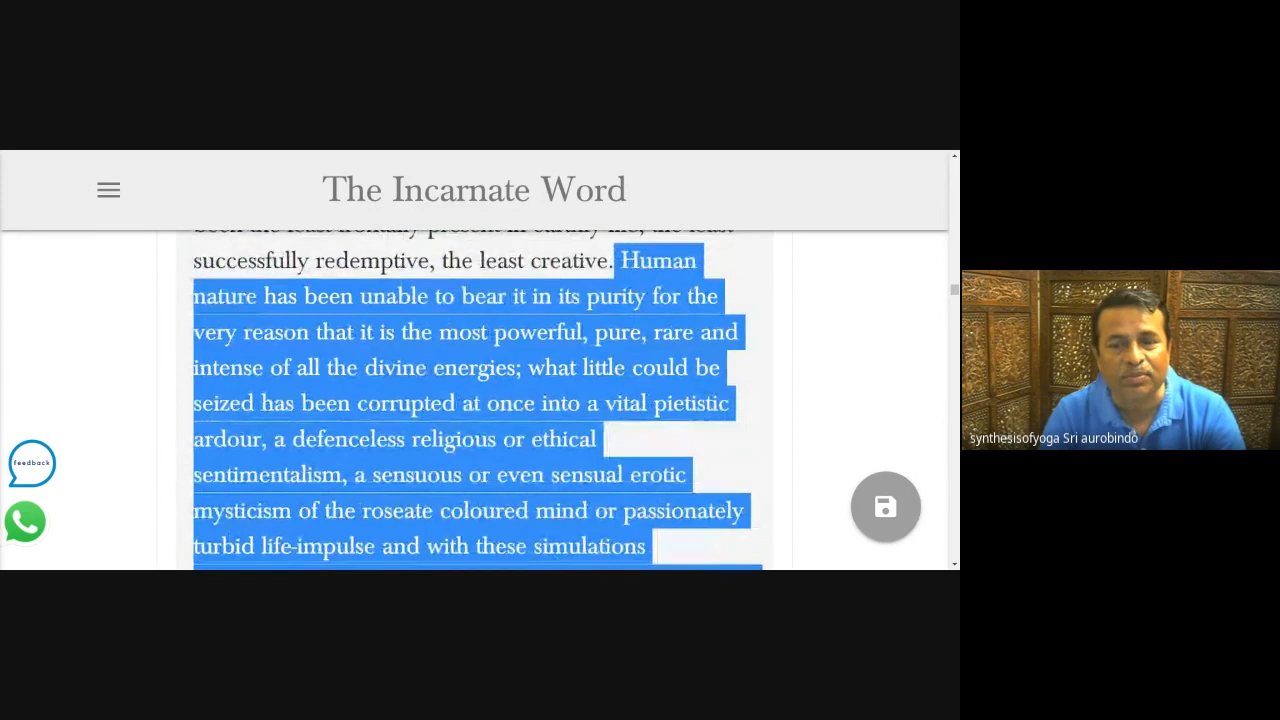 The Incarnate Word
successfully redemptive, the least creative. Human
nature has been unable to bear it in its purity for the
very reason that it is the most powerful, pure, rare and
intense of all the divine energies; what little could be
seized has been corrupted at once into a vital pietistic
ardour, a defenceless religious or ethical
sentimentalism, a sensuous or even sensual erotic
mysticism of the roseate coloured mind or passionately
turbid life-impulse and with these simulations
feedback
synthesisofyoga Sri aurobindo